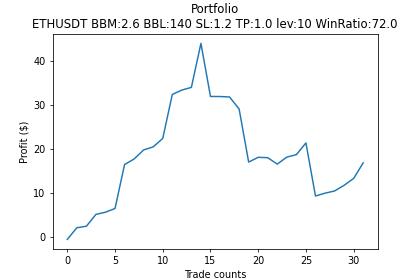 Portfolio
ETHUSDT BBM:2.6 BBL:140 SL:1.2 TP:1.0 lev:10 WinRatio:72.0
Profit ($)
40
30
20
10
0
0 5 10 15 20 25 30
Trade counts